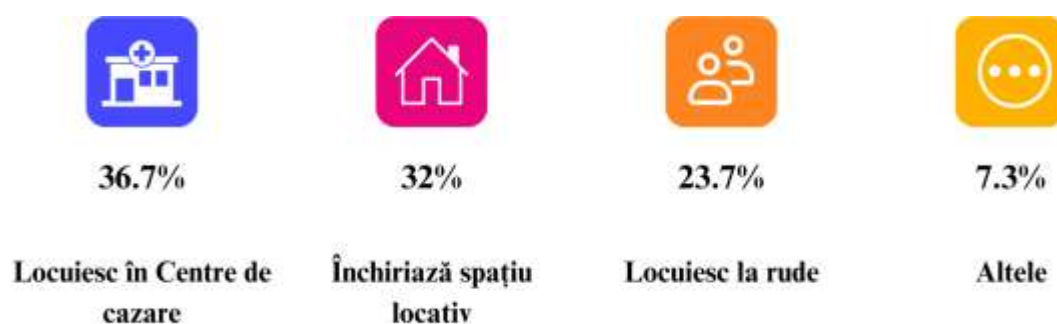 36.7%
32%
23.7%
7.3%
Locuiesc în Centre de
cazare
Închiriază spațiu
locativ
Locuiesc la rude
Altele